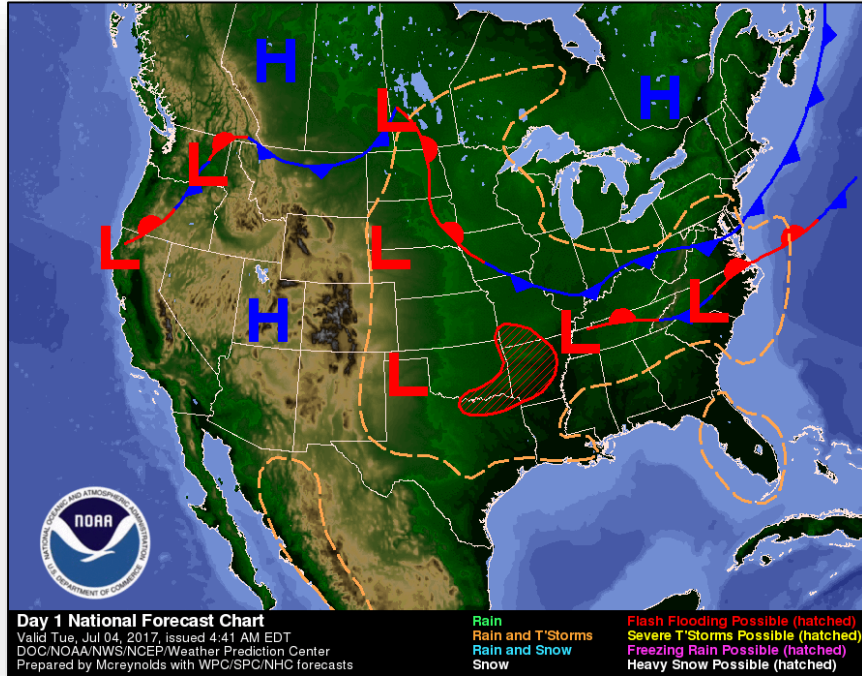 H
H
L
L
L
L
H
L
L
L
NOAA
NATIONAL OCEANIC AND ATMOSPHERIC ADMINISTRATION
U.S. DEPARTMENT OF COMMERCE
Day 1 National Forecast Chart
Valid Tue, Jul 04, 2017, issued 4:41 AM EDT
DOC/NOAA/NWS/NCEP/Weather Prediction Center
Prepared by Mcreynolds with WPC/SPC/NHC forecasts
Rain
Rain and T'Storms
Rain and Snow
Snow
Flash Flooding Possible (hatched)
Severe T'Storms Possible (hatched)
Freezing Rain Possible (hatched)
Heavy Snow Possible (hatched)